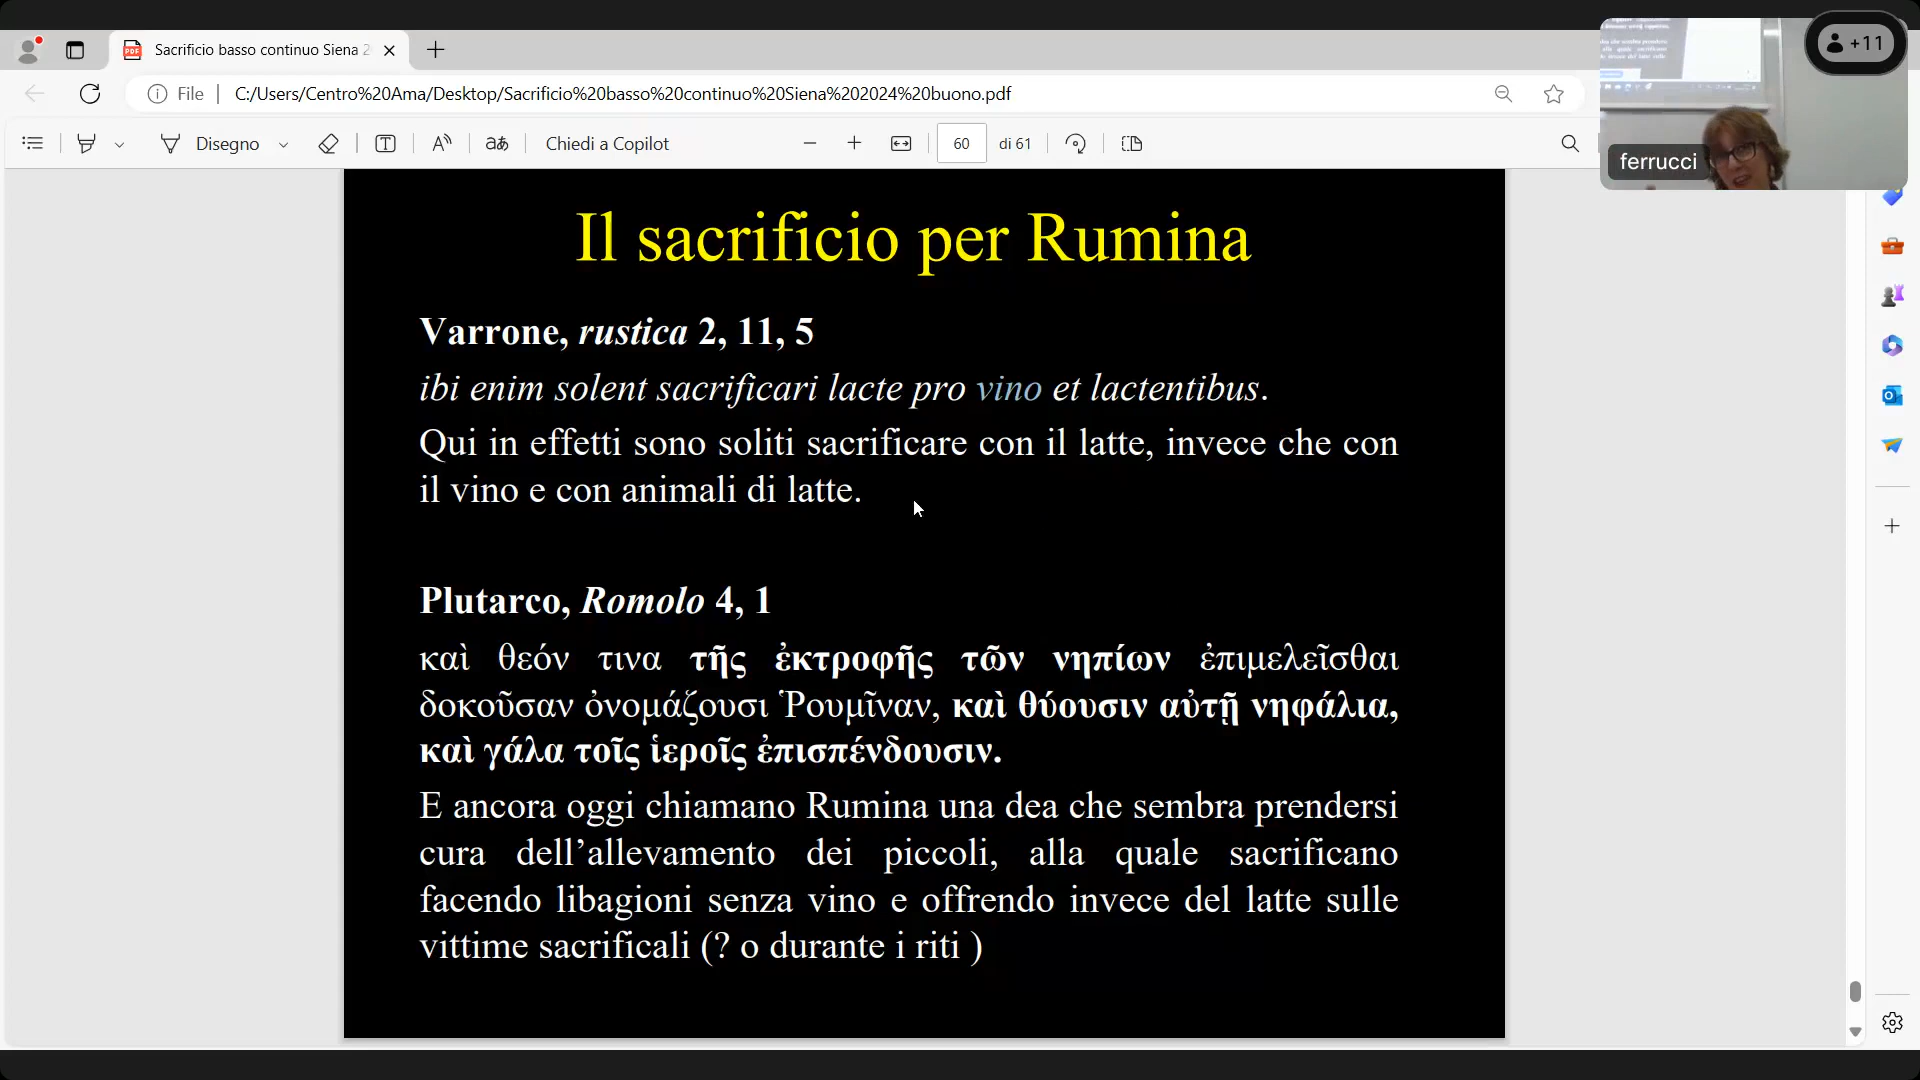 Sacrificio basso continuo Siena 2
+11
File
C:/Users/Centro%20Ama/Desktop/Sacrificio%20basso%20continuo%20Siena%202024%20buono.pdf
Disegno
Chiedi a Copilot
60
di 61
ferrucci
Il sacrificio per Rumina
Varrone, rustica 2, 11, 5
ibi enim solent sacrificari lacte pro vino et lactentibus.
Qui in effetti sono soliti sacrificare con il latte, invece che con
il vino e con animali di latte.
Plutarco, Romolo 4, 1
καὶ θεόν τινα τῆς ἐκτροφῆς τῶν νηπίων ἐπιμελεῖσθαι
δοκοῦσαν ὀνομάζουσι Ῥουμῖναν, καὶ θύουσιν αὐτῇ νηφάλια,
καὶ γάλα τοῖς ἱεροῖς ἐπισπένδουσιν.
E ancora oggi chiamano Rumina una dea che sembra prendersi
cura dell’allevamento dei piccoli, alla quale sacrificano
facendo libagioni senza vino e offrendo invece del latte sulle
vittime sacrificali (? o durante i riti )